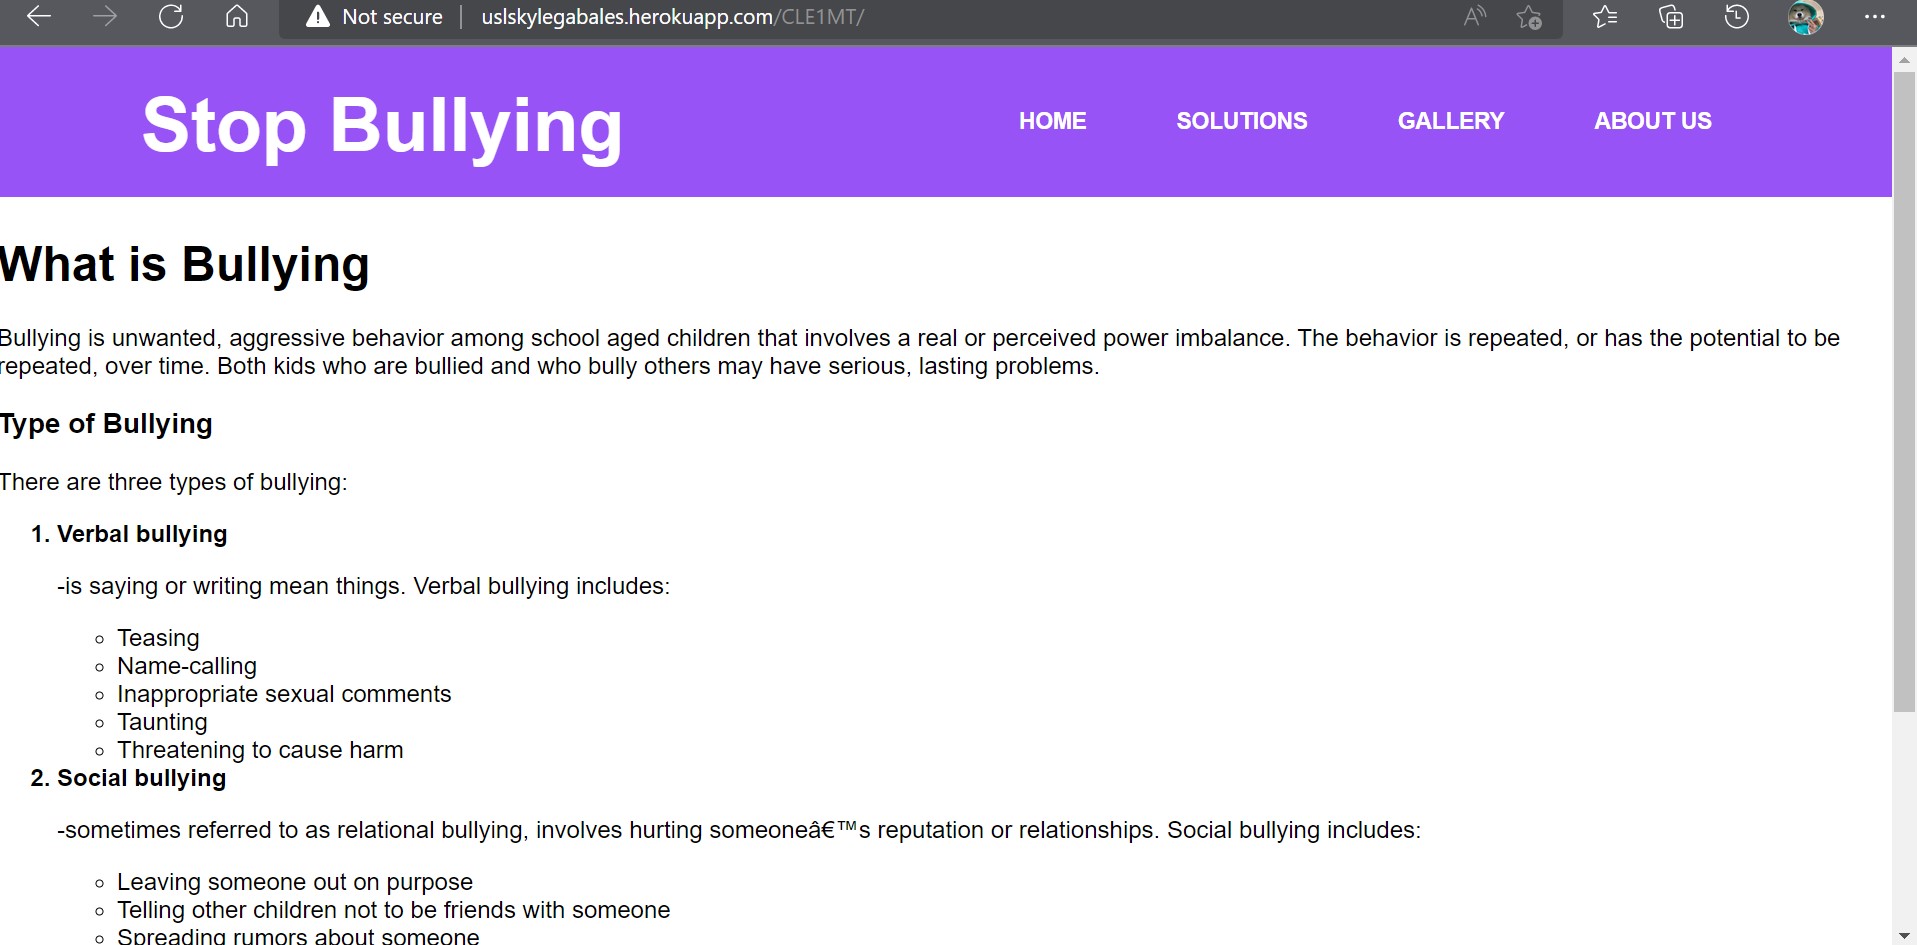 Not secure | uslskylegabales.herokuapp.com/CLE1MT/
Stop Bullying
HOME SOLUTIONS GALLERY ABOUT US
What is Bullying
Bullying is unwanted, aggressive behavior among school aged children that involves a real or perceived power imbalance. The behavior is repeated, or has the potential to be
repeated, over time. Both kids who are bullied and who bully others may have serious, lasting problems.
Type of Bullying
There are three types of bullying:
1. Verbal bullying
-is saying or writing mean things. Verbal bullying includes:
Teasing
Name-calling
Inappropriate sexual comments
Taunting
Threatening to cause harm
2. Social bullying
-sometimes referred to as relational bullying, involves hurting someoneâ€™s reputation or relationships. Social bullying includes:
Leaving someone out on purpose
Telling other children not to be friends with someone
Spreading rumors about someone